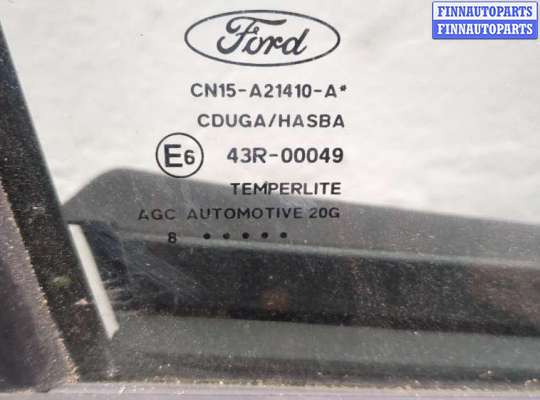 FINNAUTOPARTS
FINNAUTOPARTS
Ford
CN15-A21410-A*
CDUGA/HASBA
E6 43R-00049
TEMPERLITE
AGC AUTOMOTIVE 20G
8 • • • • •